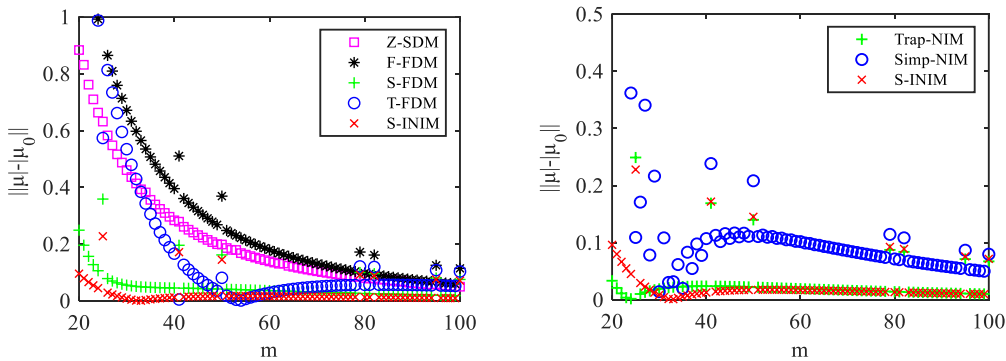 1
0.8
0.6
0.4
0.2
0
20
40
60
80
100
m
||μ|-|μ0||
Z-SDM
F-FDM
S-FDM
T-FDM
S-INIM
0.5
0.4
0.3
0.2
0.1
0
20
40
60
80
100
m
||μ|-|μ0||
Trap-NIM
Simp-NIM
S-INIM